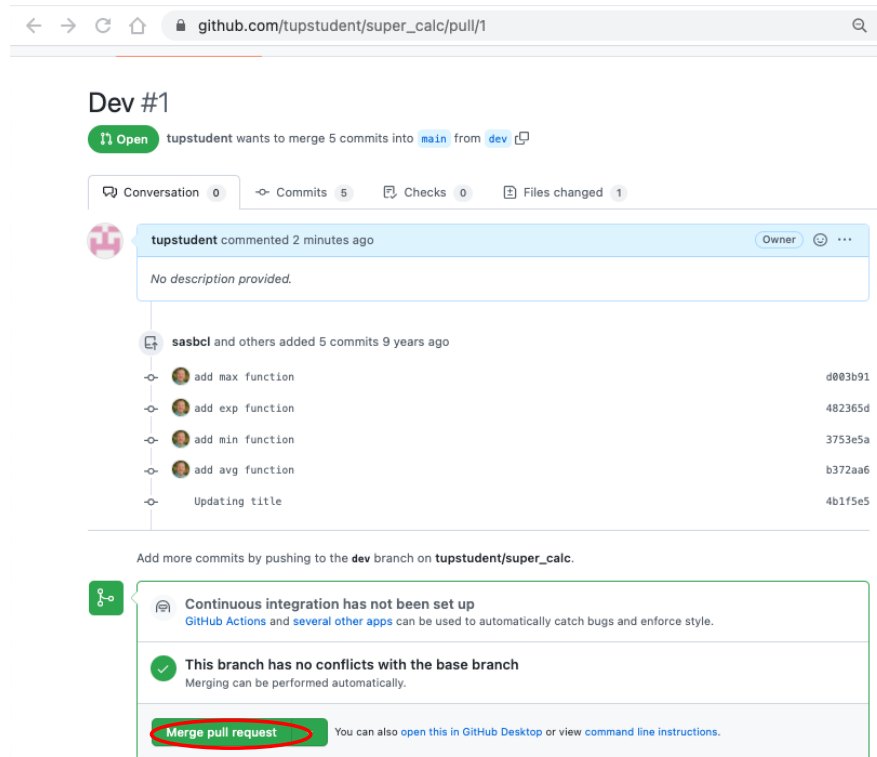 github.com/tupstudent/super_calc/pull/1
Dev #1
Open tupstudent wants to merge 5 commits into main from dev
Conversation 0 Commits 5 Checks 0 Files changed 1
tupstudent commented 2 minutes ago Owner ...
No description provided.
sasbcl and others added 5 commits 9 years ago
add max function d003b91
add exp function 482365d
add min function 3753e5a
add avg function b372aa6
Updating title 4b1f5e5
Add more commits by pushing to the dev branch on tupstudent/super_calc.
Continuous integration has not been set up
GitHub Actions and several other apps can be used to automatically catch bugs and enforce style.
This branch has no conflicts with the base branch
Merging can be performed automatically.
Merge pull request You can also open this in GitHub Desktop or view command line instructions.